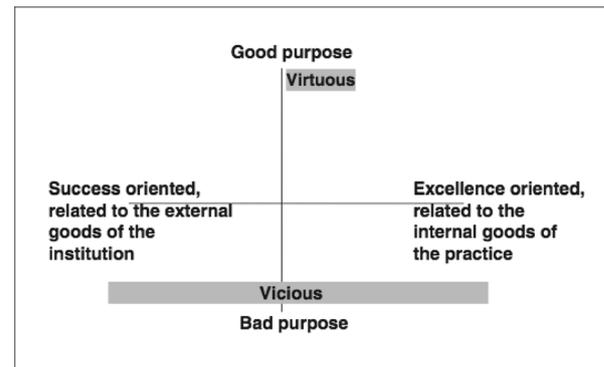 Good purpose
Virtuous
Success oriented,
related to the external
goods of the
institution
Excellence oriented,
related to the
internal goods of
the practice
Vicious
Bad purpose